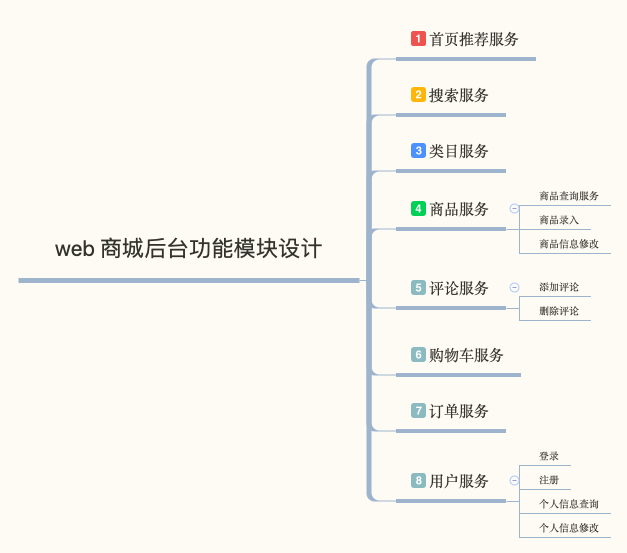 web 商城后台功能模块设计
1 首页推荐服务
2 搜索服务
3 类目服务
4 商品服务
商品查询服务
商品录入
商品信息修改
5 评论服务
添加评论
删除评论
6 购物车服务
7 订单服务
8 用户服务
登录
注册
个人信息查询
个人信息修改